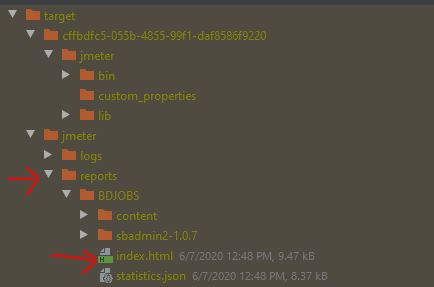 target
cffbdfc5-055b-4855-99f1-daf8586f9220
jmeter
bin
custom_properties
lib
jmeter
logs
reports
BDJOBS
content
sbadmin2-1.0.7
index.html 6/7/2020 12:48 PM, 9.47 kB
statistics.json 6/7/2020 12:48 PM, 8.37 kB